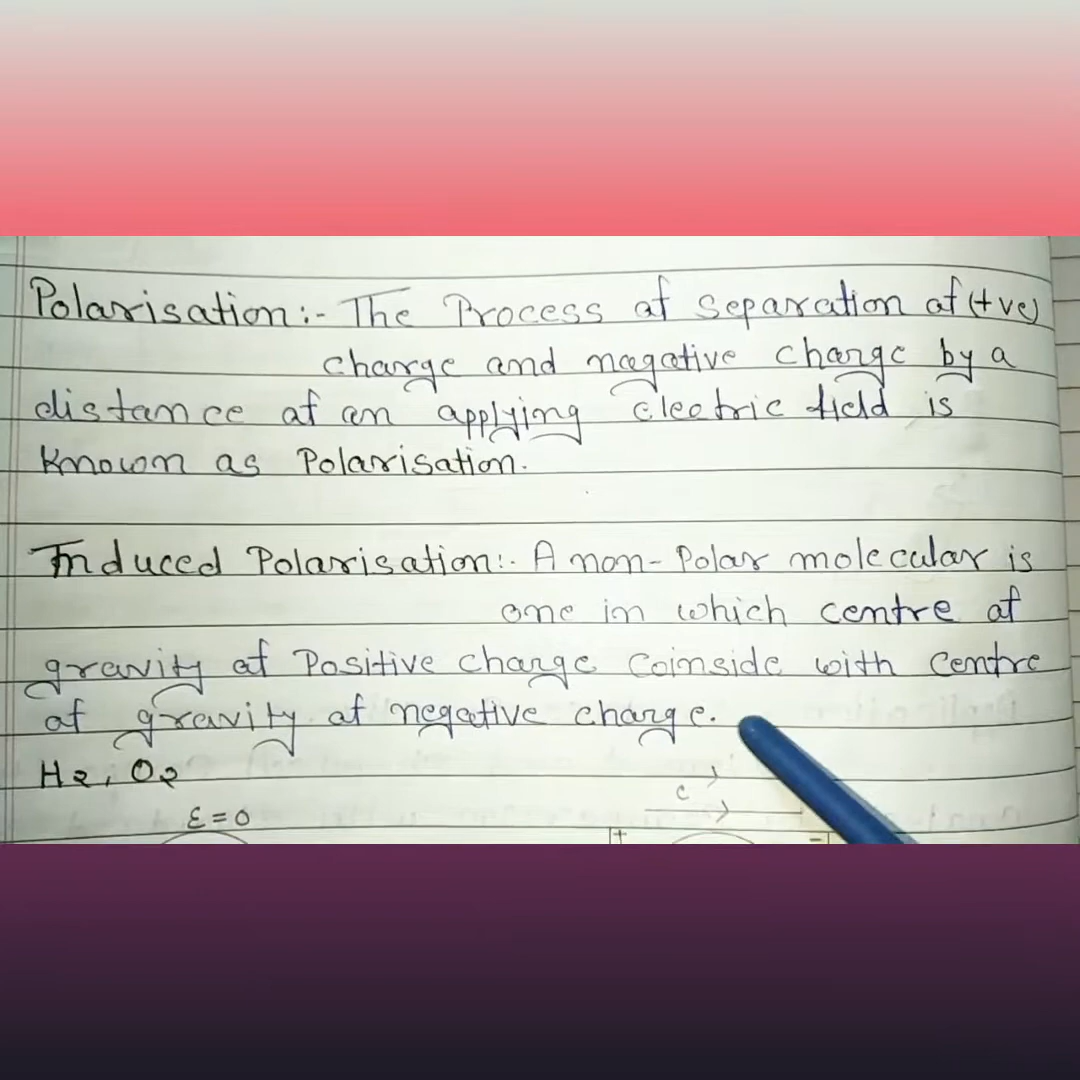 Polarisation:- The Process of separation of (+ve)
charge and nagative charge by a
distance of an applying electric field is
known as Polarisation.
Induced Polarisation:- A non-Polar molecular is
one in which centre of
gravity of Positive charge coinside with centre
of gravity of negative charge.
H2, O2
E=0
+ -